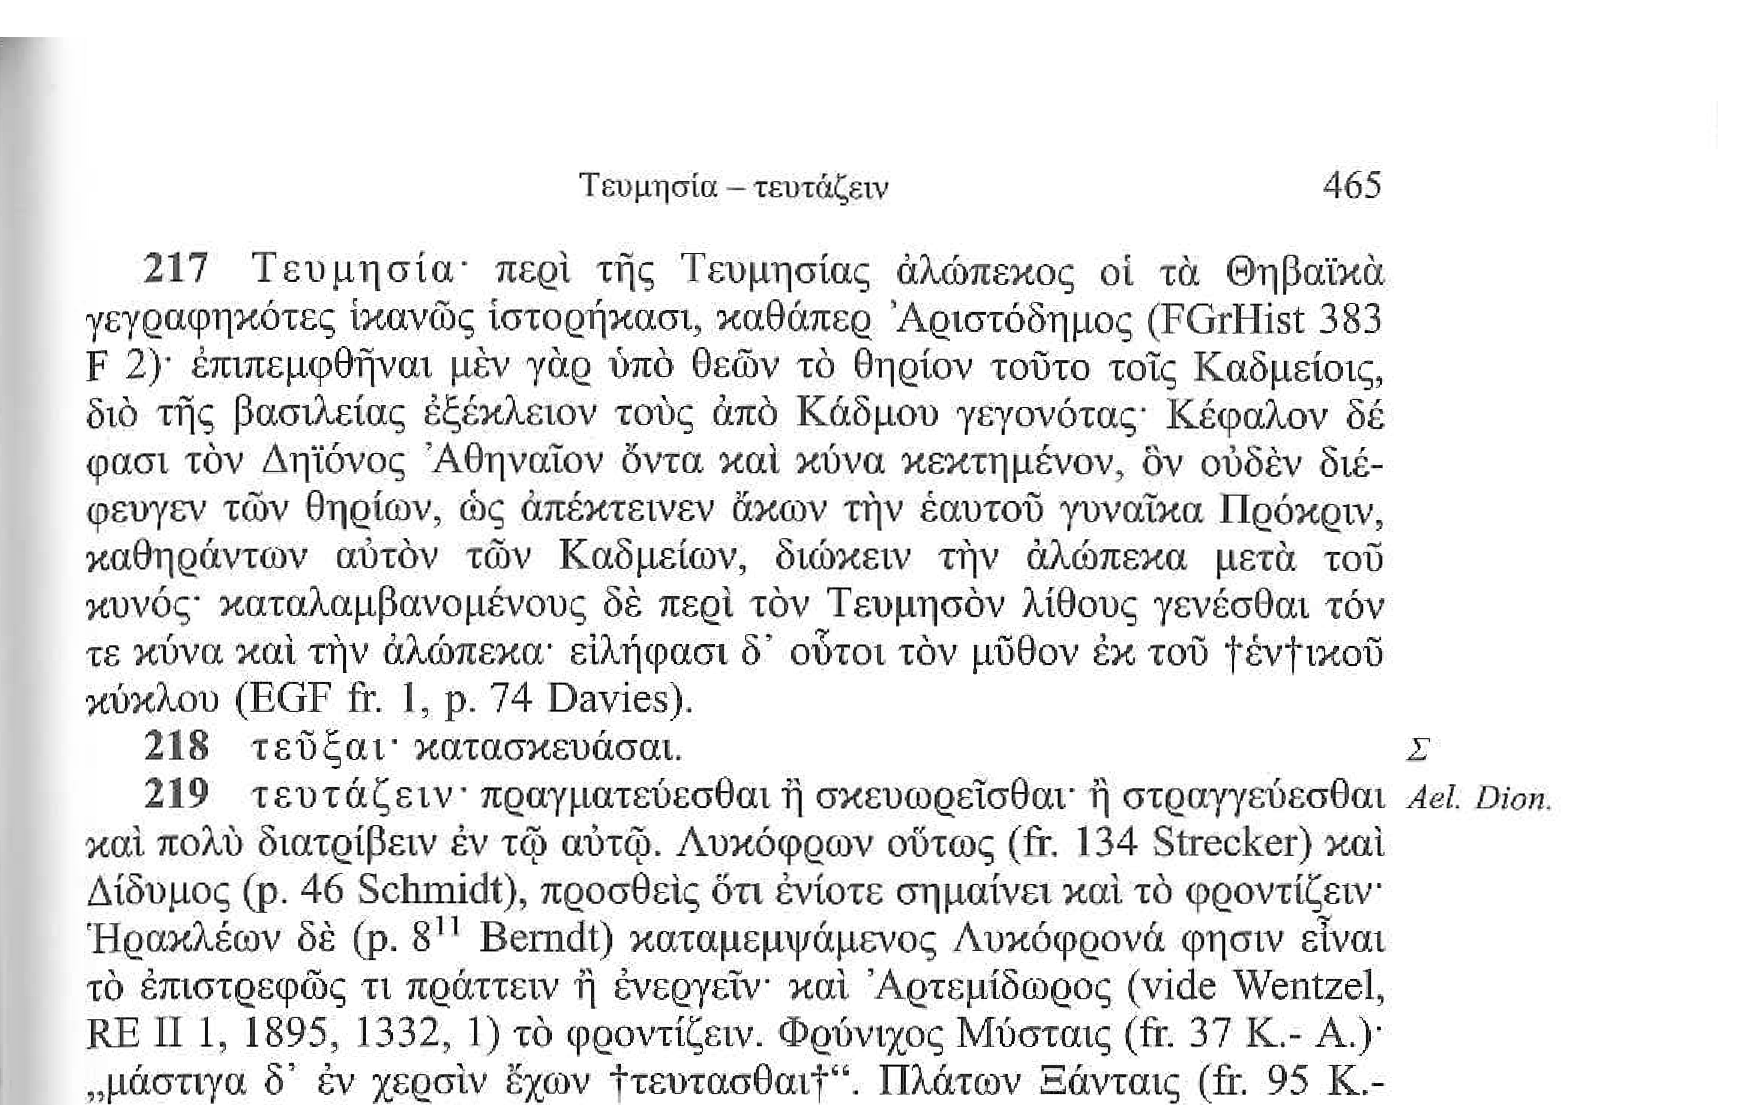 Τευμησία – τευτάζειν 465
217 Τευμησία· περὶ τῆς Τευμησίας ἀλώπεκος οἱ τὰ Θηβαϊκὰ
γεγραφηκότες ἱκανῶς ἱστορήκασι, καθάπερ Ἀριστόδημος (FGrHist 383
F 2)· ἐπιπεμφθῆναι μὲν γὰρ ὑπὸ θεῶν τὸ θηρίον τοῦτο τοῖς Καδμείοις,
διὸ τῆς βασιλείας ἐξέκλειον τοὺς ἀπὸ Κάδμου γεγονότας· Κέφαλον δέ
φασι τὸν Δηϊόνος Ἀθηναῖον ὄντα καὶ κύνα κεκτημένον, ὃν οὐδὲν διέ-
φευγεν τῶν θηρίων, ὡς ἀπέκτεινεν ἄκων τὴν ἑαυτοῦ γυναῖκα Πρόκριν,
καθηράντων αὐτὸν τῶν Καδμείων, διώκειν τὴν ἀλώπεκα μετὰ τοῦ
κυνός· καταλαμβανομένους δὲ περὶ τὸν Τευμησὸν λίθους γενέσθαι τόν
τε κύνα καὶ τὴν ἀλώπεκα· εἰλήφασι δ’ οὗτοι τὸν μῦθον ἐκ τοῦ †ἑν†ικοῦ
κύκλου (EGF fr. 1, p. 74 Davies).
218 τεῦξαι· κατασκευάσαι. Σ
219 τευτάζειν· πραγματεύεσθαι ἢ σκευωρεῖσθαι· ἢ στραγγεύεσθαι Ael. Dion.
καὶ πολὺ διατρίβειν ἐν τῷ αὐτῷ. Λυκόφρων οὕτως (fr. 134 Strecker) καὶ
Δίδυμος (p. 46 Schmidt), προσθεὶς ὅτι ἐνίοτε σημαίνει καὶ τὸ φροντίζειν·
Ἡρακλέων δὲ (p. 8¹¹ Berndt) καταμεμψάμενος Λυκόφρονά φησιν εἶναι
τὸ ἐπιστρεφῶς τι πράττειν ἢ ἐνεργεῖν· καὶ Ἀρτεμίδωρος (vide Wentzel,
RE II 1, 1895, 1332, 1) τὸ φροντίζειν. Φρύνιχος Μύσταις (fr. 37 K.- A.)·
„μάστιγα δ’ ἐν χερσὶν ἔχων †τευτασθαι†“. Πλάτων Ξάνταις (fr. 95 K.-